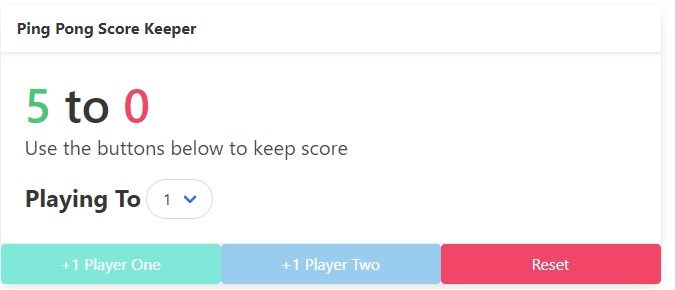 Ping Pong Score Keeper
5 to 0
Use the buttons below to keep score
Playing To 1
+1 Player One +1 Player Two Reset